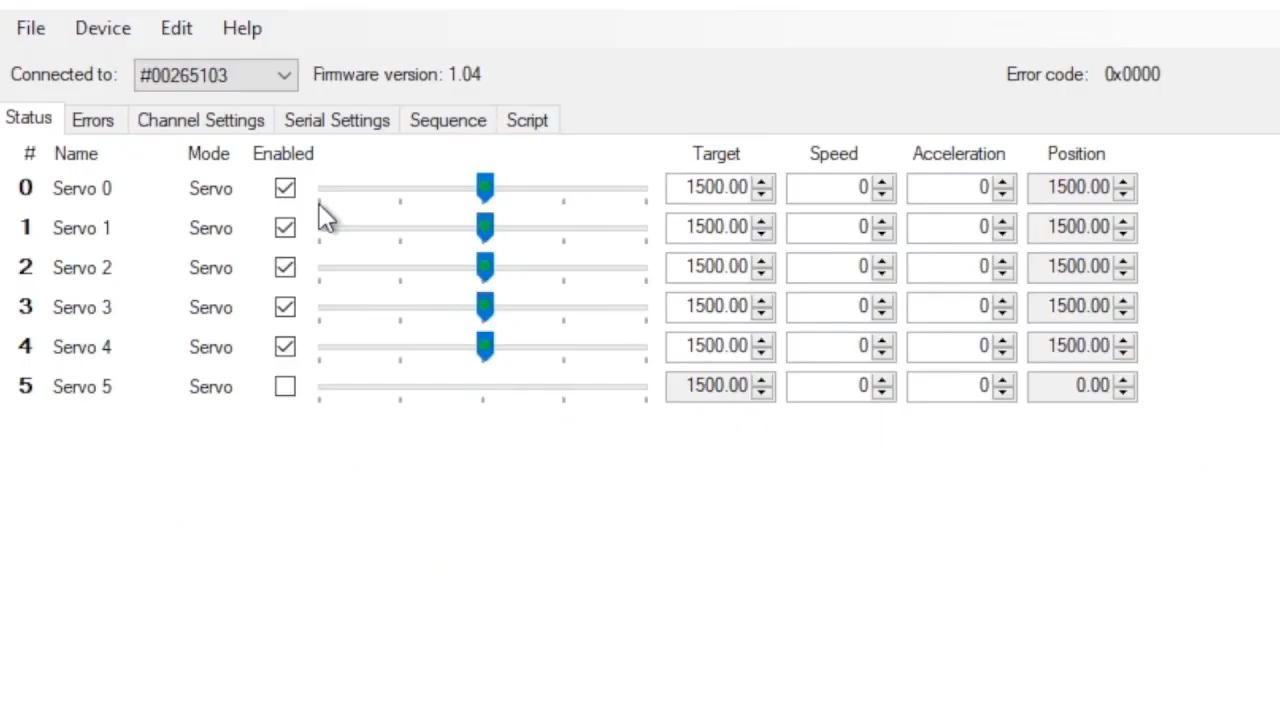 File Device Edit Help
Connected to: #00265103 Firmware version: 1.04 Error code: 0x0000
Status Errors Channel Settings Serial Settings Sequence Script
# Name Mode Enabled Target Speed Acceleration Position
0 Servo 0 Servo 1500.00 0 0 1500.00
1 Servo 1 Servo 1500.00 0 0 1500.00
2 Servo 2 Servo 1500.00 0 0 1500.00
3 Servo 3 Servo 1500.00 0 0 1500.00
4 Servo 4 Servo 1500.00 0 0 1500.00
5 Servo 5 Servo 1500.00 0 0 0.00